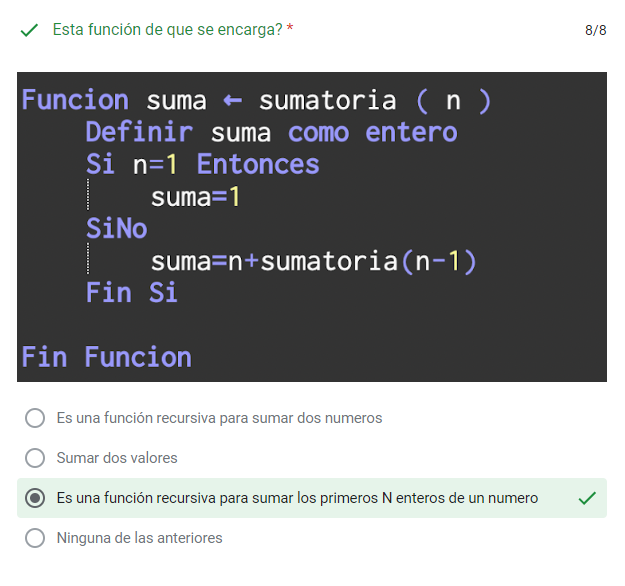 Esta función de que se encarga? *
8/8
Funcion suma ← sumatoria ( n )
Definir suma como entero
Si n=1 Entonces
suma=1
SiNo
suma=n+sumatoria(n-1)
Fin Si
Fin Funcion
Es una función recursiva para sumar dos numeros
Sumar dos valores
Es una función recursiva para sumar los primeros N enteros de un numero
Ninguna de las anteriores